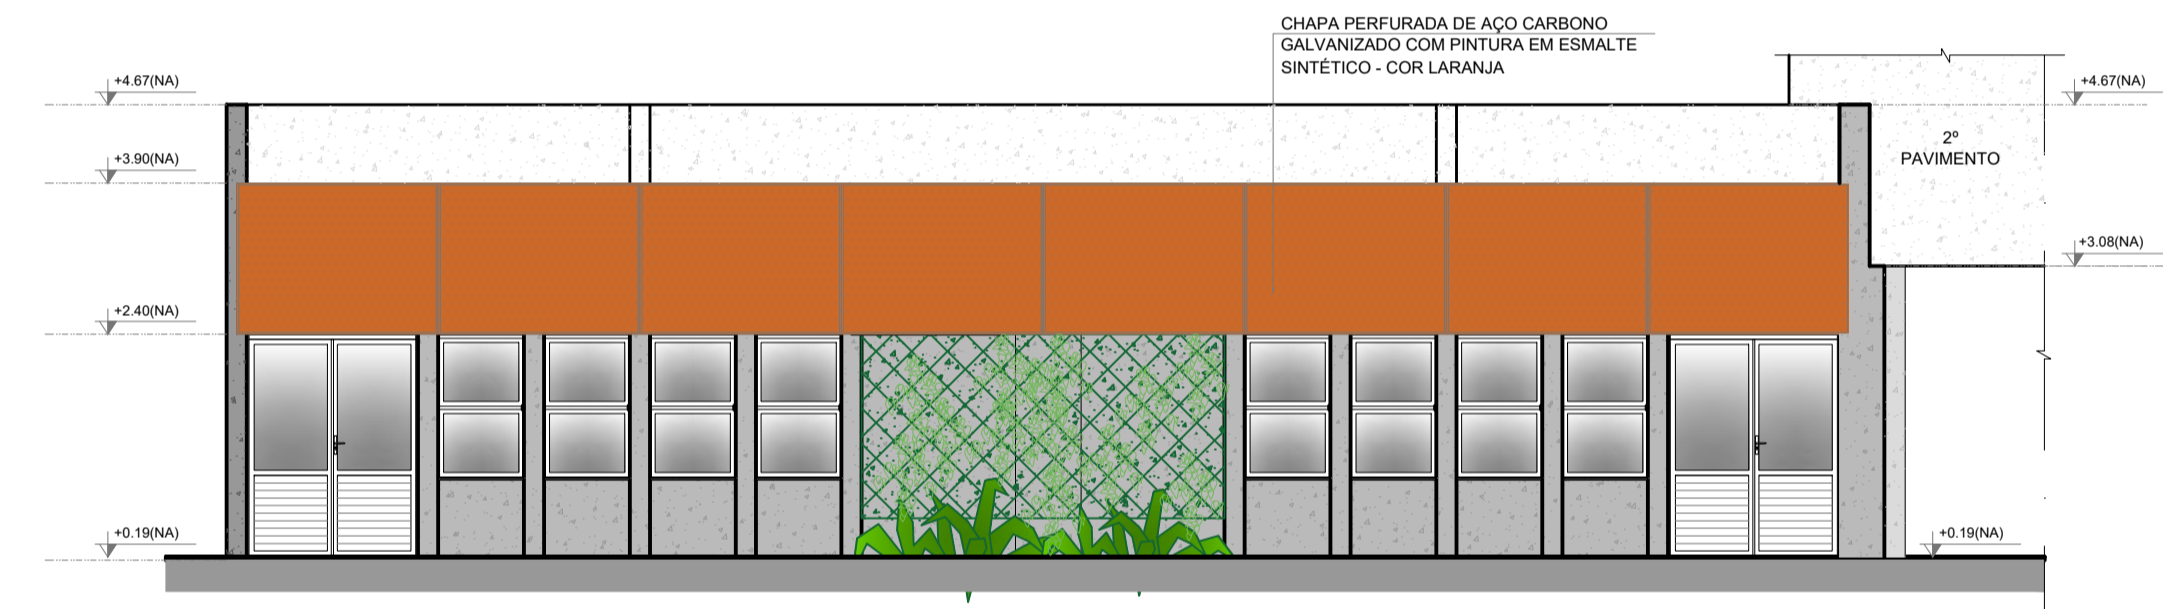 CHAPA PERFURADA DE AÇO CARBONO
GALVANIZADO COM PINTURA EM ESMALTE
SINTÉTICO - COR LARANJA
+4.67(NA)
+4.67(NA)
2º
PAVIMENTO
+3.90(NA)
+3.08(NA)
+2.40(NA)
+0.19(NA)
+0.19(NA)